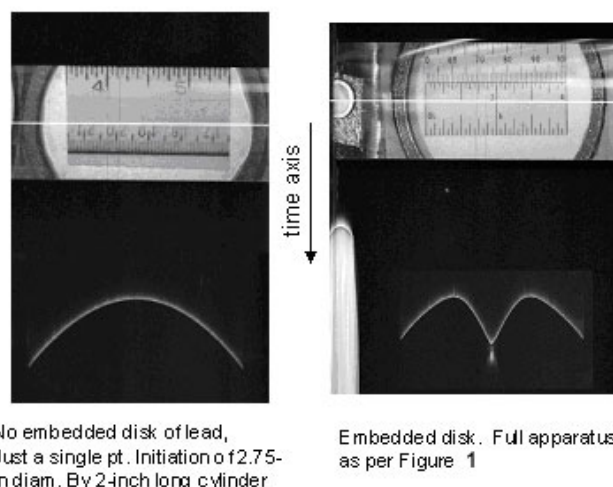 time axis
No embedded disk of lead,
Just a single pt. Initiation of 2.75-
in diam. By 2-inch long cylinder
Embedded disk. Full apparatus
as per Figure 1